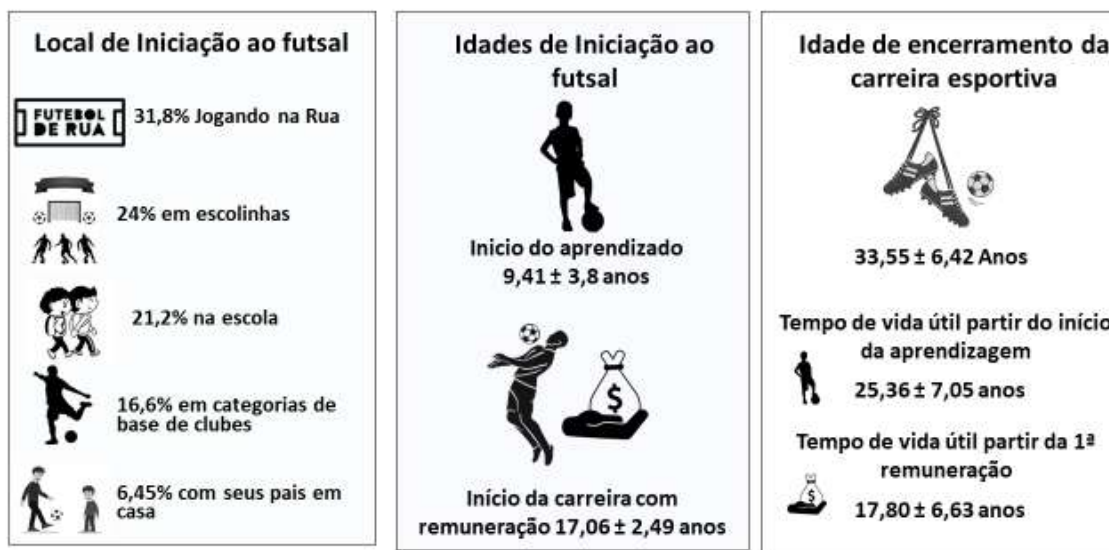 Local de Iniciação ao futsal
FUTEBOL
DE RUA
31,8% Jogando na Rua
24% em escolinhas
21,2% na escola
16,6% em categorias de
base de clubes
6,45% com seus pais em
casa
Idades de Iniciação ao
futsal
Inicio do aprendizado
9,41 ± 3,8 anos
$
Início da carreira com
remuneração 17,06 ± 2,49 anos
Idade de encerramento da
carreira esportiva
33,55 ± 6,42 Anos
Tempo de vida útil partir do início
da aprendizagem
25,36 ± 7,05 anos
Tempo de vida útil partir da 1ª
remuneração
$
17,80 ± 6,63 anos